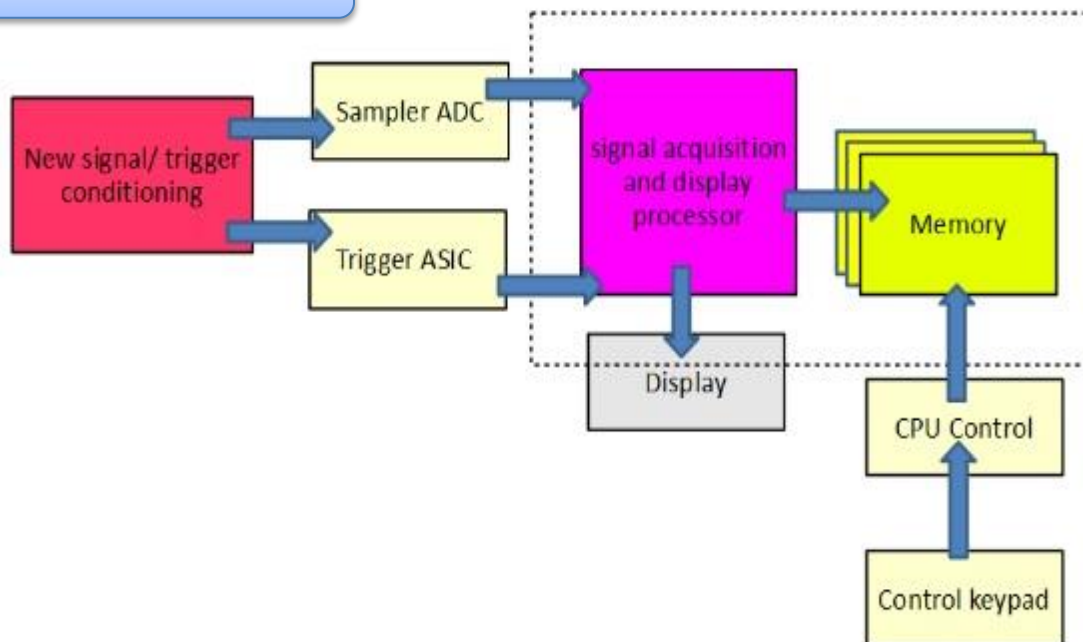 New signal/ trigger
conditioning
Sampler ADC
Trigger ASIC
signal acquisition
and display
processor
Memory
Display
CPU Control
Control keypad